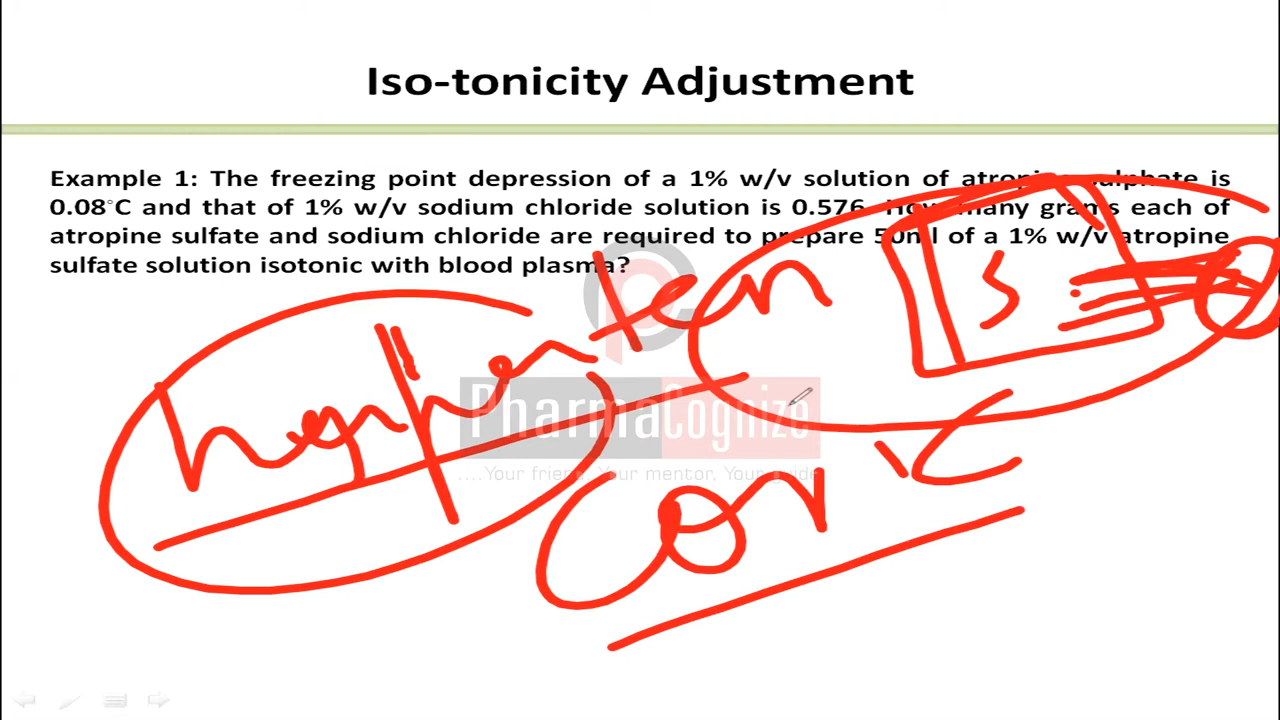 Iso-tonicity Adjustment
Example 1: The freezing point depression of a 1% w/v solution of atropine sulphate is
0.08°C and that of 1% w/v sodium chloride solution is 0.576. How many grams each of
atropine sulfate and sodium chloride are required to prepare 50ml of a 1% w/v atropine
sulfate solution isotonic with blood plasma?
PharmaCognize
....Your friend, Your mentor, Your guide